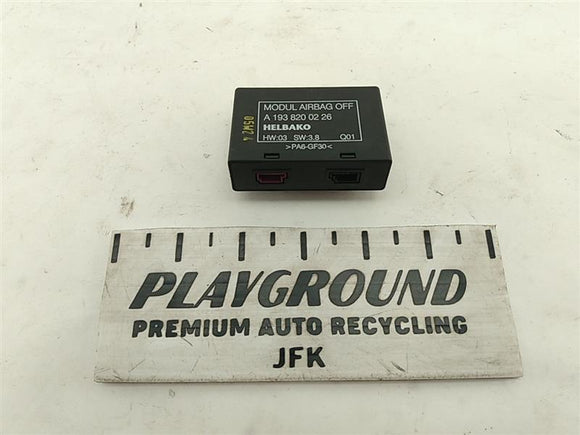 MODUL AIRBAG OFF
A 193 820 02 26
HELBAKO
HW:03 SW:3.8 Q01
>PA6-GF30<
05W24
PLAYGROUND
PREMIUM AUTO RECYCLING
JFK